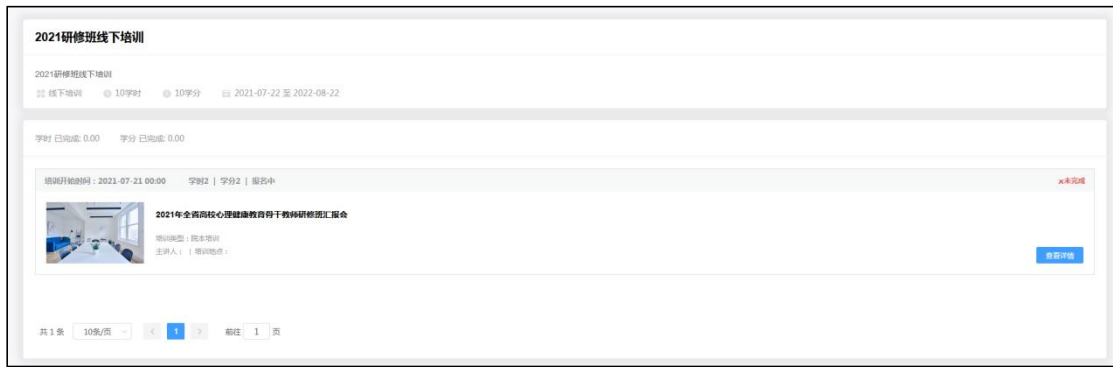 2021研修班线下培训
2021研修班线下培训
线下培训 10学时 10学分 2021-07-22 至 2022-08-22
学时 已完成: 0.00 学分 已完成: 0.00
培训开始时间：2021-07-21 00:00 学时2 | 学分2 | 报名中 x未完成
2021年全省高校心理健康教育骨干教师研修班汇报会
培训类型：院本培训
主讲人： | 培训地点：
查看详情
共 1 条 10条/页 < 1 > 前往 1 页